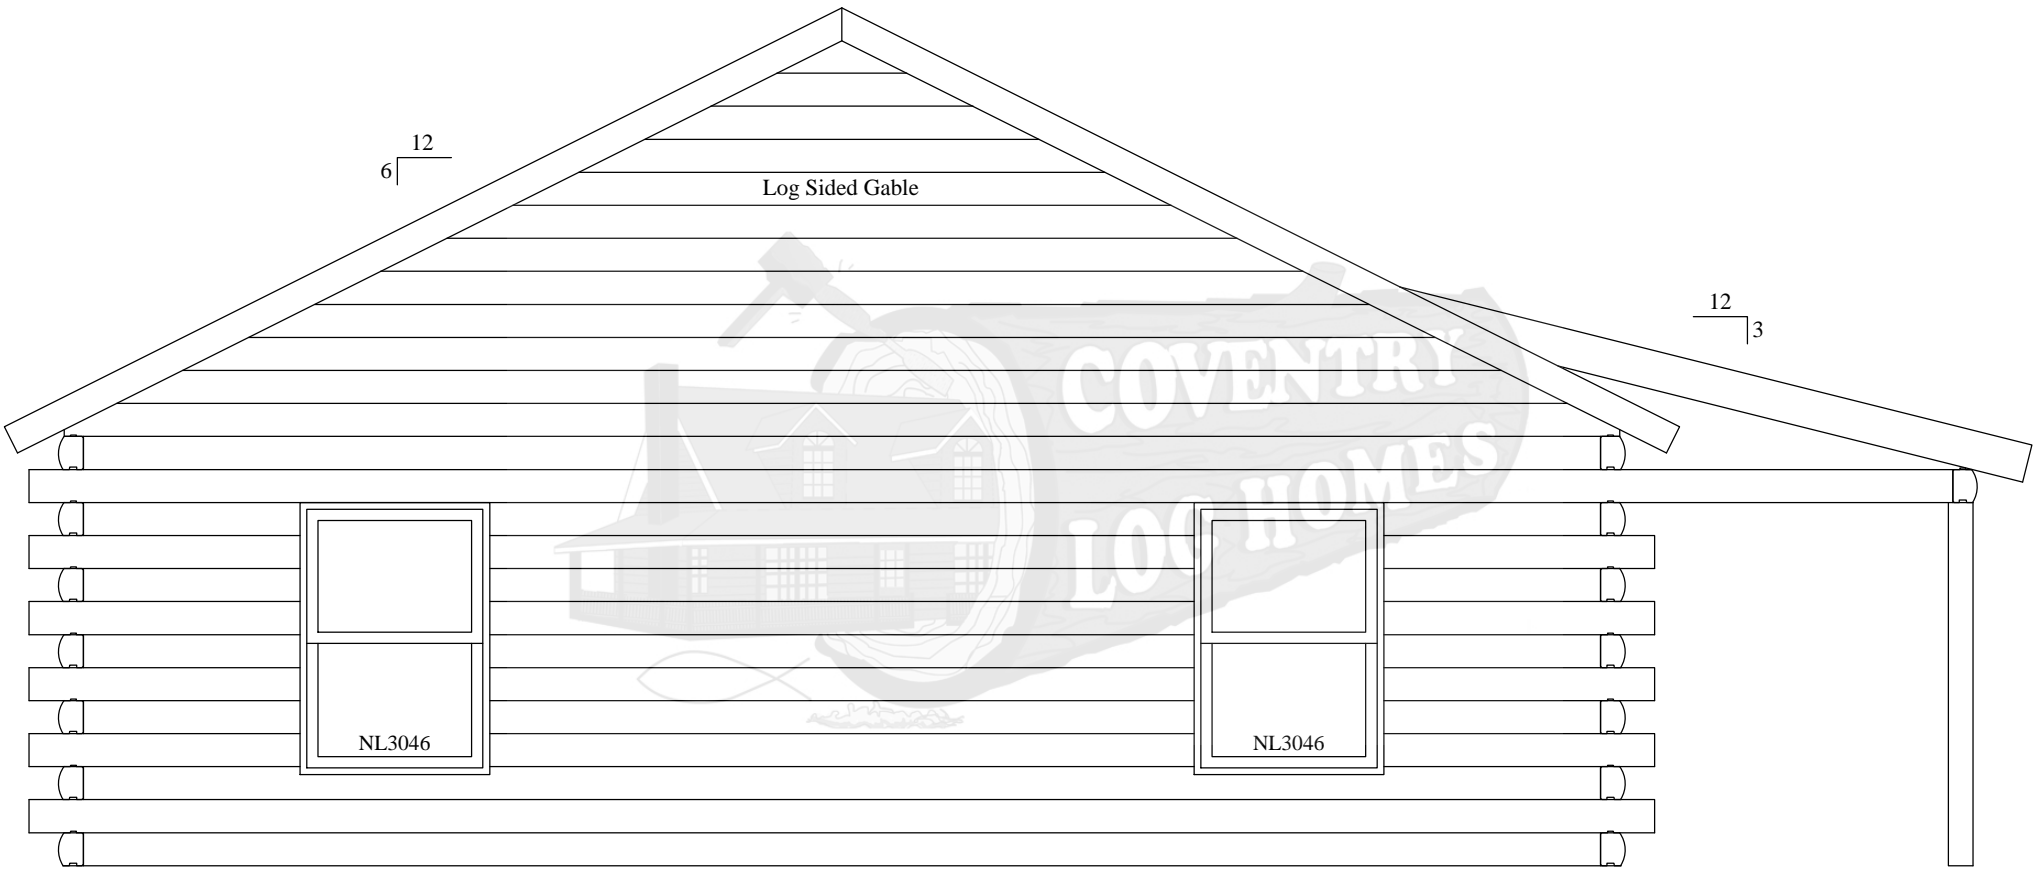 12
6
Log Sided Gable
12
3
COVENTRY
LOG HOMES
NL3046
NL3046